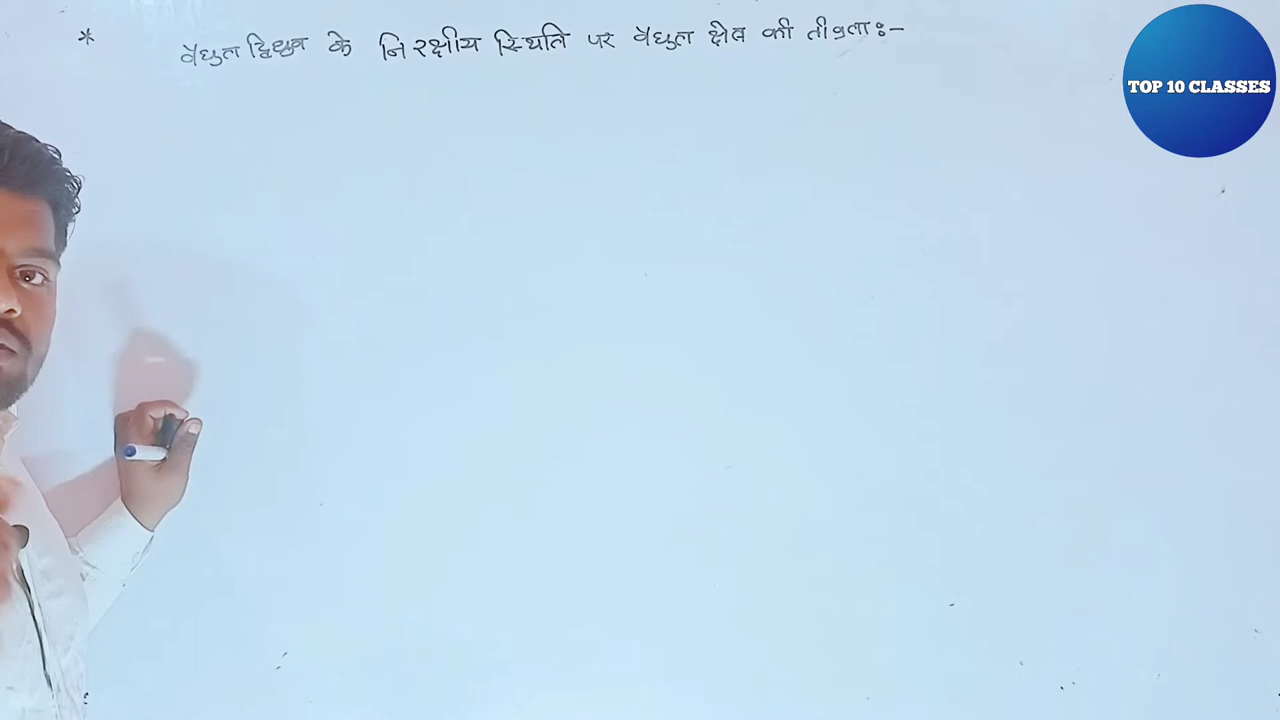 * वैद्युत द्विध्रुव के निरक्षीय स्थिति पर वैद्युत क्षेत्र की तीव्रता :-
TOP 10 CLASSES